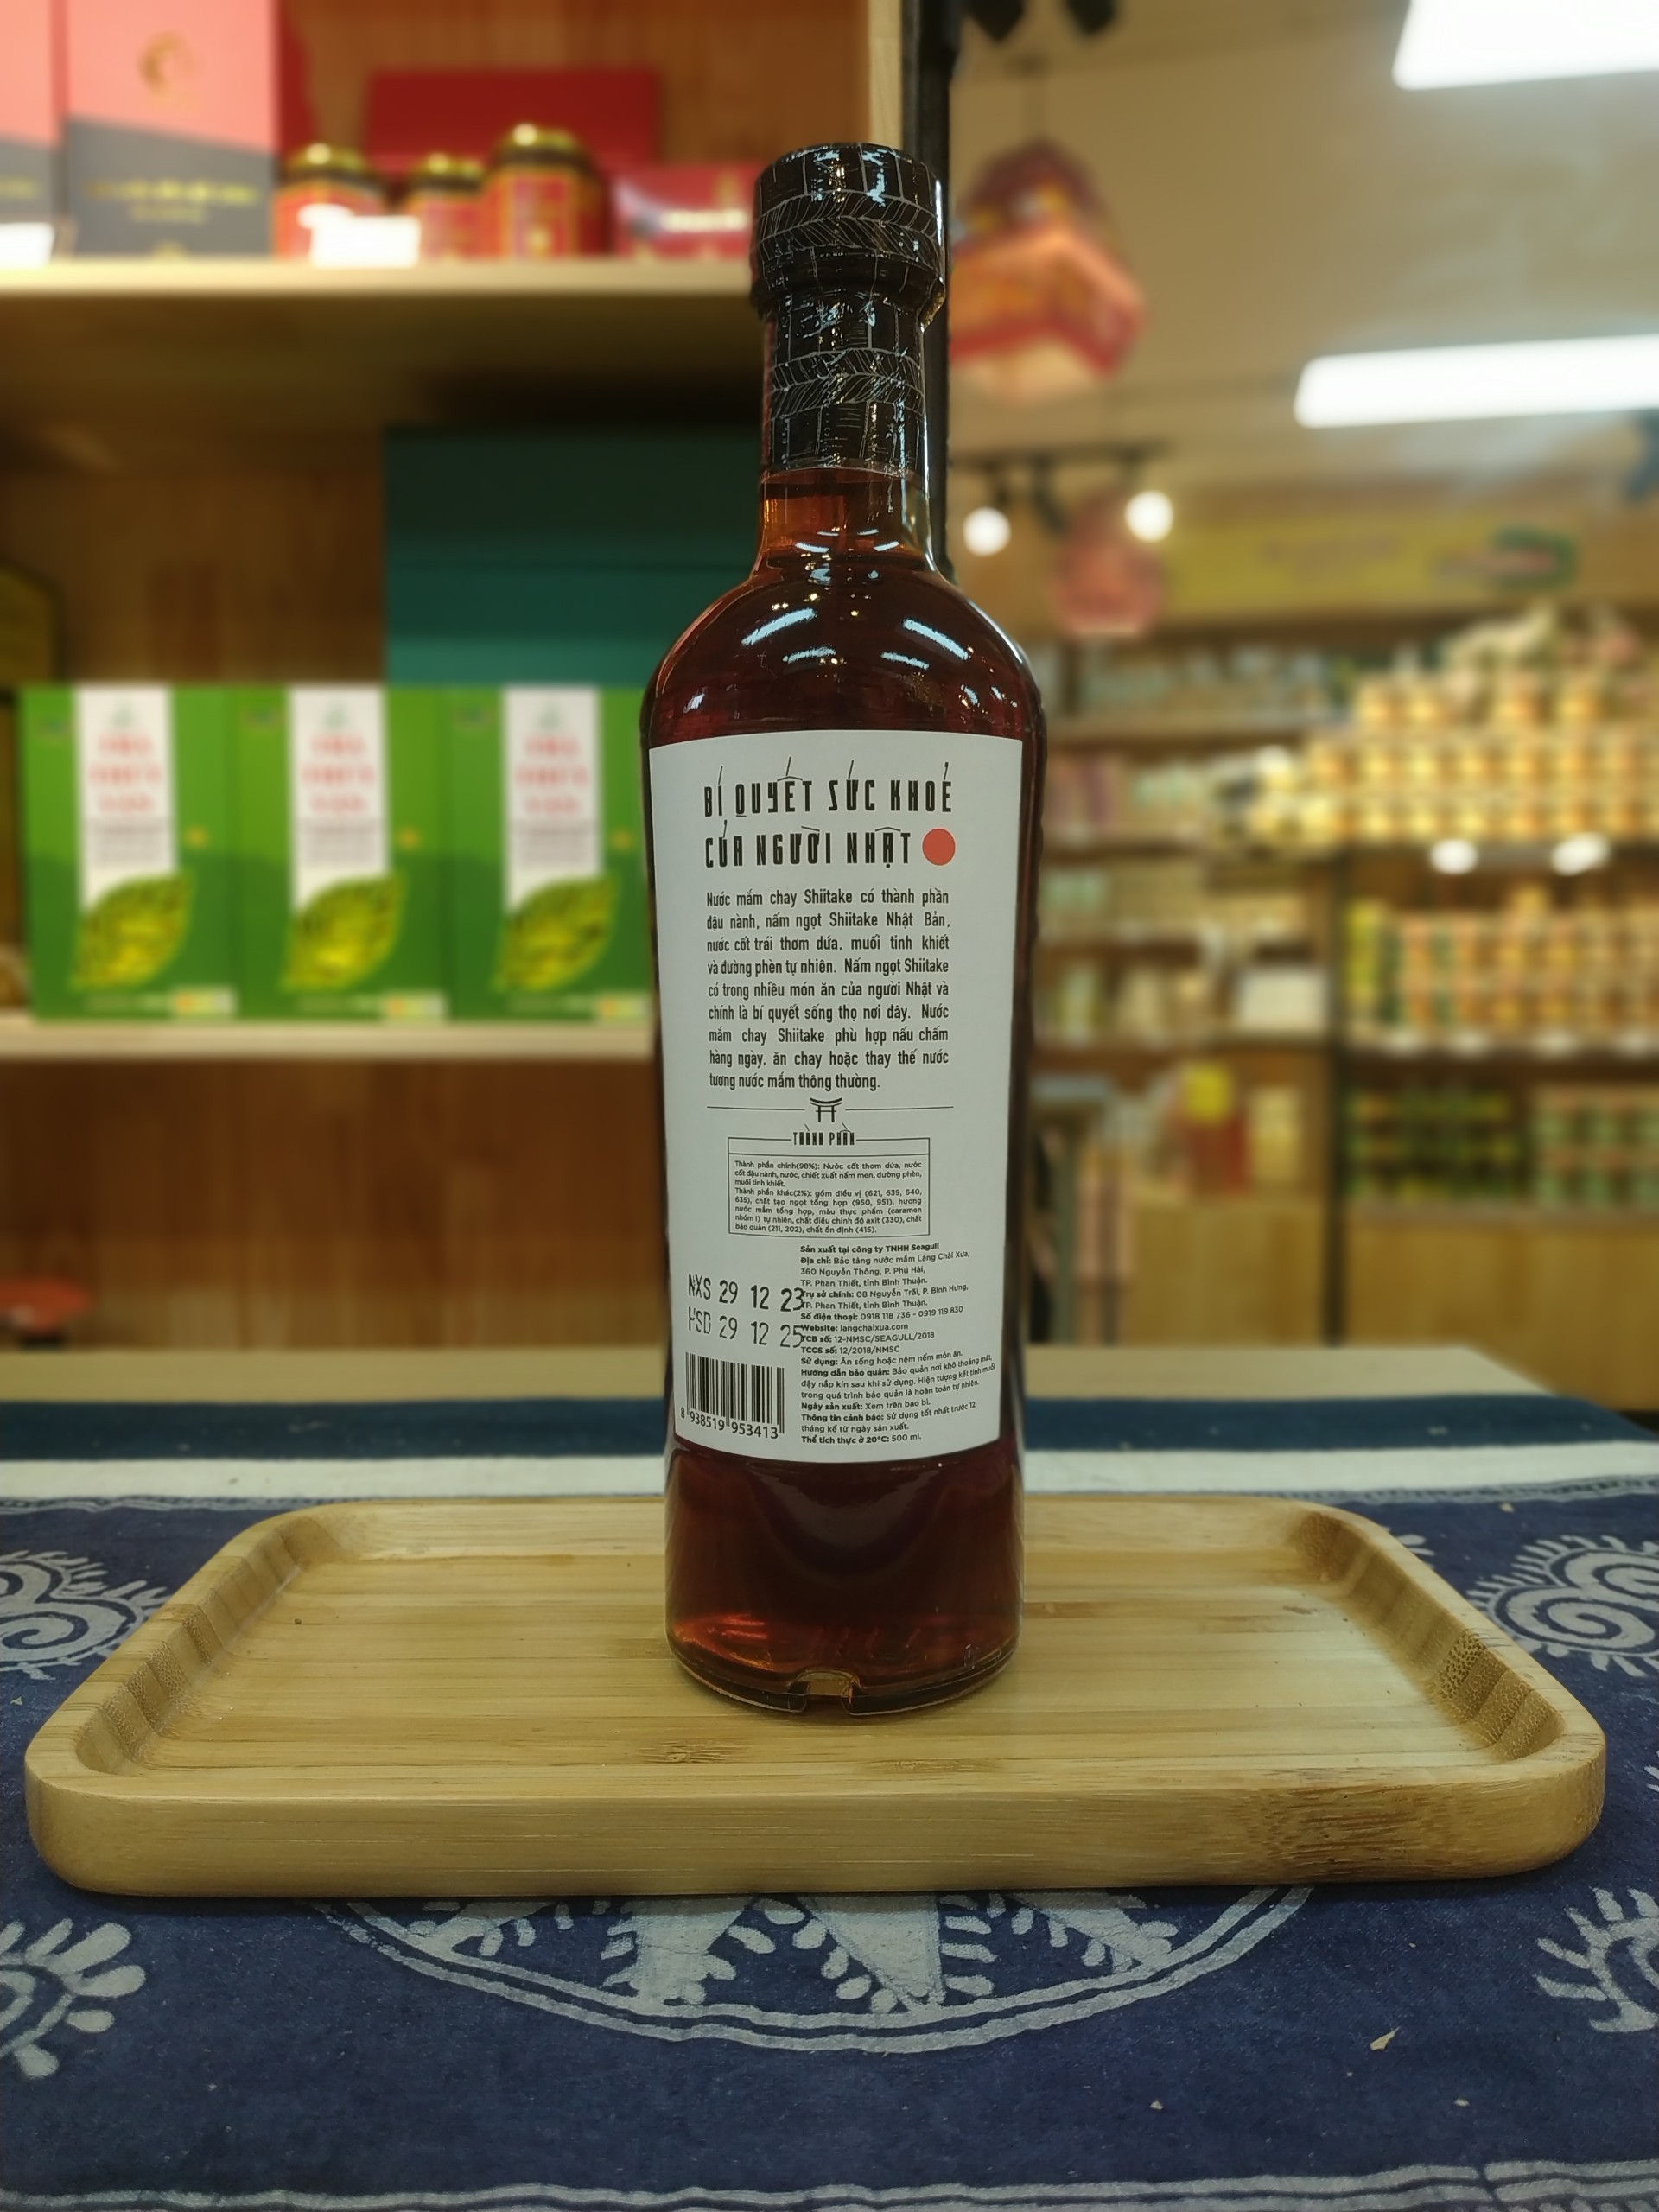 BÍ QUYẾT SỨC KHOẺ
CỦA NGƯỜI NHẬT
Nước mắm chay Shiitake có thành phần
đậu nành, nấm ngọt Shiitake Nhật Bản,
nước cốt trái thơm dứa, muối tinh khiết
và đường phèn tự nhiên. Nấm ngọt Shiitake
có trong nhiều món ăn của người Nhật và
chính là bí quyết sống thọ nơi đây. Nước
mắm chay Shiitake phù hợp nấu chấm
hàng ngày, ăn chay hoặc thay thế nước
tương nước mắm thông thường.
THÀNH PHẦN
Thành phần chính(98%): Nước cốt thơm dứa, nước
cốt đậu nành, nước, chiết xuất nấm men, đường phèn,
muối tinh khiết.
Thành phần khác(2%): gồm điều vị (621, 639, 640,
635), chất tạo ngọt tổng hợp (950, 951), hương
nước mắm tổng hợp, màu thực phẩm (caramen
nhóm I) tự nhiên, chất điều chỉnh độ axit (330), chất
bảo quản (211, 202), chất ổn định (415).
Sản xuất tại công ty TNHH Seagull
Địa chỉ: Bảo tàng nước mắm Làng Chài Xưa,
360 Nguyễn Thông, P. Phú Hài,
TP. Phan Thiết, tỉnh Bình Thuận.
Trụ sở chính: 08 Nguyễn Trãi, P. Bình Hưng,
TP. Phan Thiết, tỉnh Bình Thuận.
Số điện thoại: 0918 118 736 - 0919 119 830
Website: langchaixua.com
TCB số: 12-NMSC/SEAGULL/2018
TCCS số: 12/2018/NMSC
Sử dụng: Ăn sống hoặc nêm nếm món ăn.
Hướng dẫn bảo quản: Bảo quản nơi khô thoáng mát,
đậy nắp kín sau khi sử dụng. Hiện tượng kết tinh muối
trong quá trình bảo quản là hoàn toàn tự nhiên.
Ngày sản xuất: Xem trên bao bì.
Thông tin cảnh báo: Sử dụng tốt nhất trước 12
tháng kể từ ngày sản xuất.
Thể tích thực ở 20°C: 500 ml.
NXS 29 12 23
HSD 29 12 25
8 938519 953413